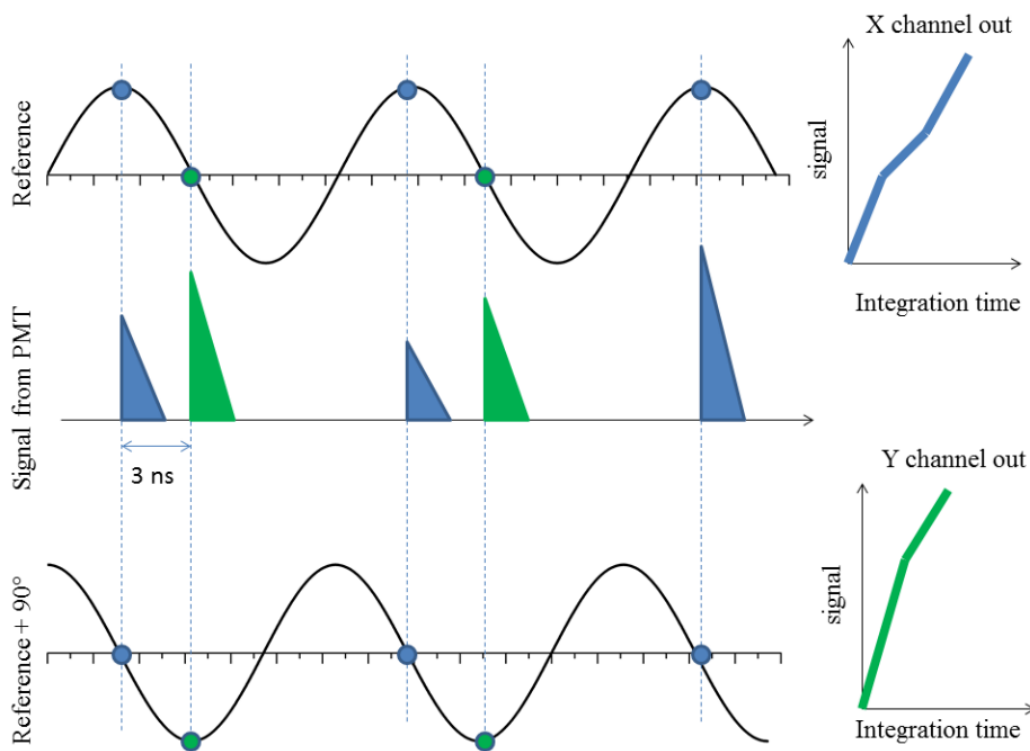 X channel out
Reference
signal
Integration time
Signal from PMT
3 ns
Y channel out
Reference+ 90°
signal
Integration time